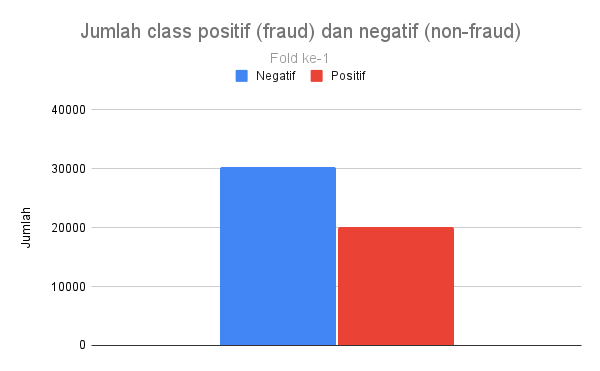 Jumlah class positif (fraud) dan negatif (non-fraud)
Fold ke-1
Negatif Positif
40000
30000
20000
10000
0
Jumlah